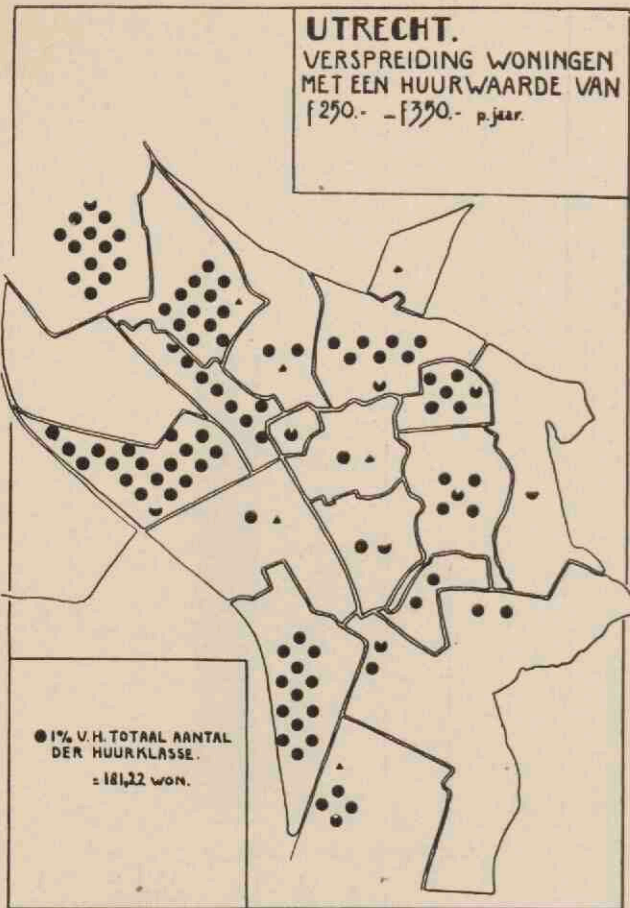 UTRECHT.
VERSPREIDING WONINGEN
MET EEN HUURWAARDE VAN
f 250.- - f 350.- p. jaar.
1% V.H. TOTAAL AANTAL
DER HUURKLASSE.
= 181,22 WON.